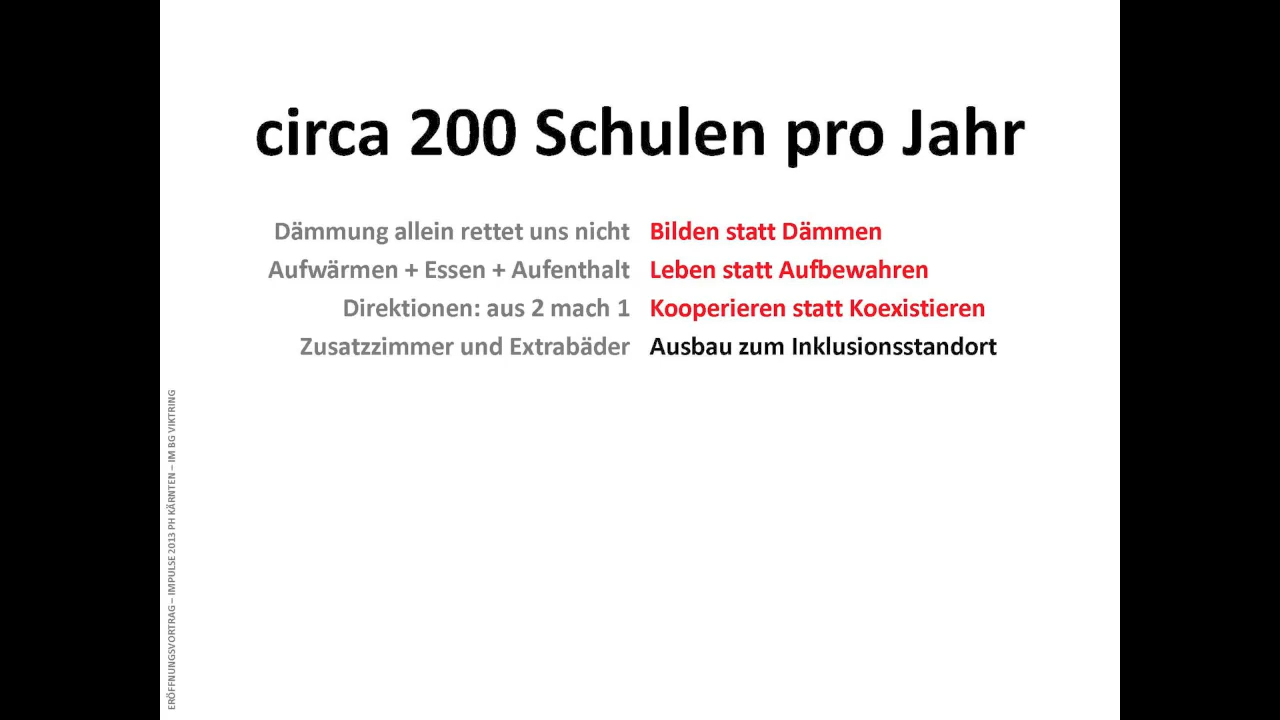 circa 200 Schulen pro Jahr
Dämmung allein rettet uns nicht Bilden statt Dämmen
Aufwärmen + Essen + Aufenthalt Leben statt Aufbewahren
Direktionen: aus 2 mach 1 Kooperieren statt Koexistieren
Zusatzzimmer und Extrabäder Ausbau zum Inklusionsstandort
ERÖFFNUNGSVORTRAG – IMPULSE 2013 PH KÄRNTEN – IM BG VIKTRING